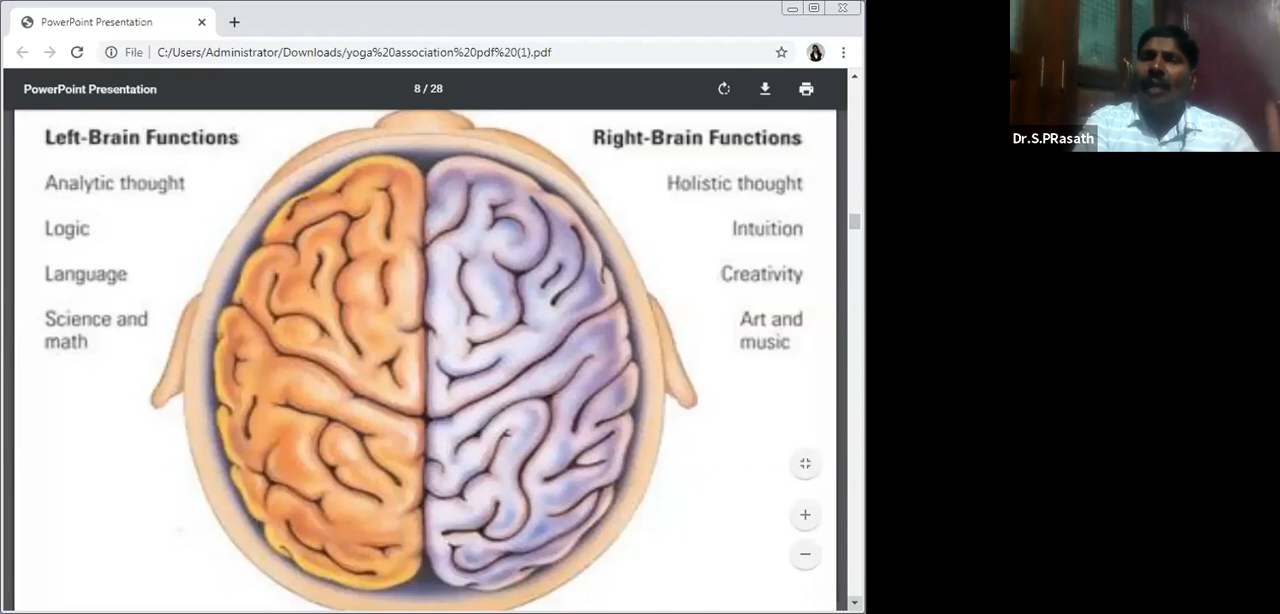 PowerPoint Presentation
File C:/Users/Administrator/Downloads/yoga%20association%20pdf%20(1).pdf
PowerPoint Presentation 8 / 28
Left-Brain Functions
Analytic thought
Logic
Language
Science and
math
Right-Brain Functions
Holistic thought
Intuition
Creativity
Art and
music
Dr.S.PRasath